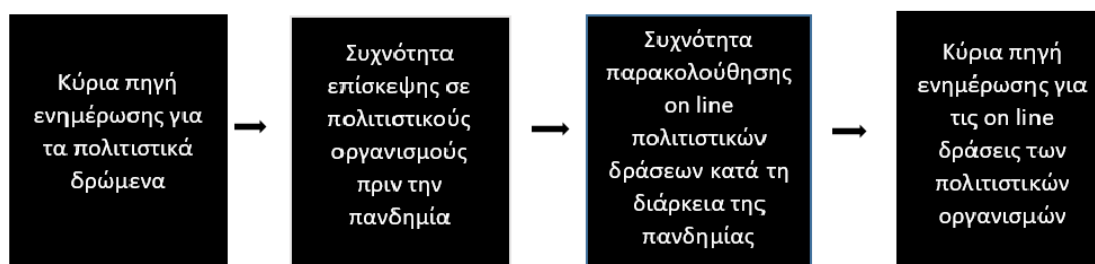 Κύρια πηγή
ενημέρωσης για
τα πολιτιστικά
δρώμενα
Συχνότητα
επίσκεψης σε
πολιτιστικούς
οργανισμούς
πριν την
πανδημία
Συχνότητα
παρακολούθησης
on line
πολιτιστικών
δράσεων κατά τη
διάρκεια της
πανδημίας
Κύρια πηγή
ενημέρωσης για
τις on line
δράσεις των
πολιτιστικών
οργανισμών